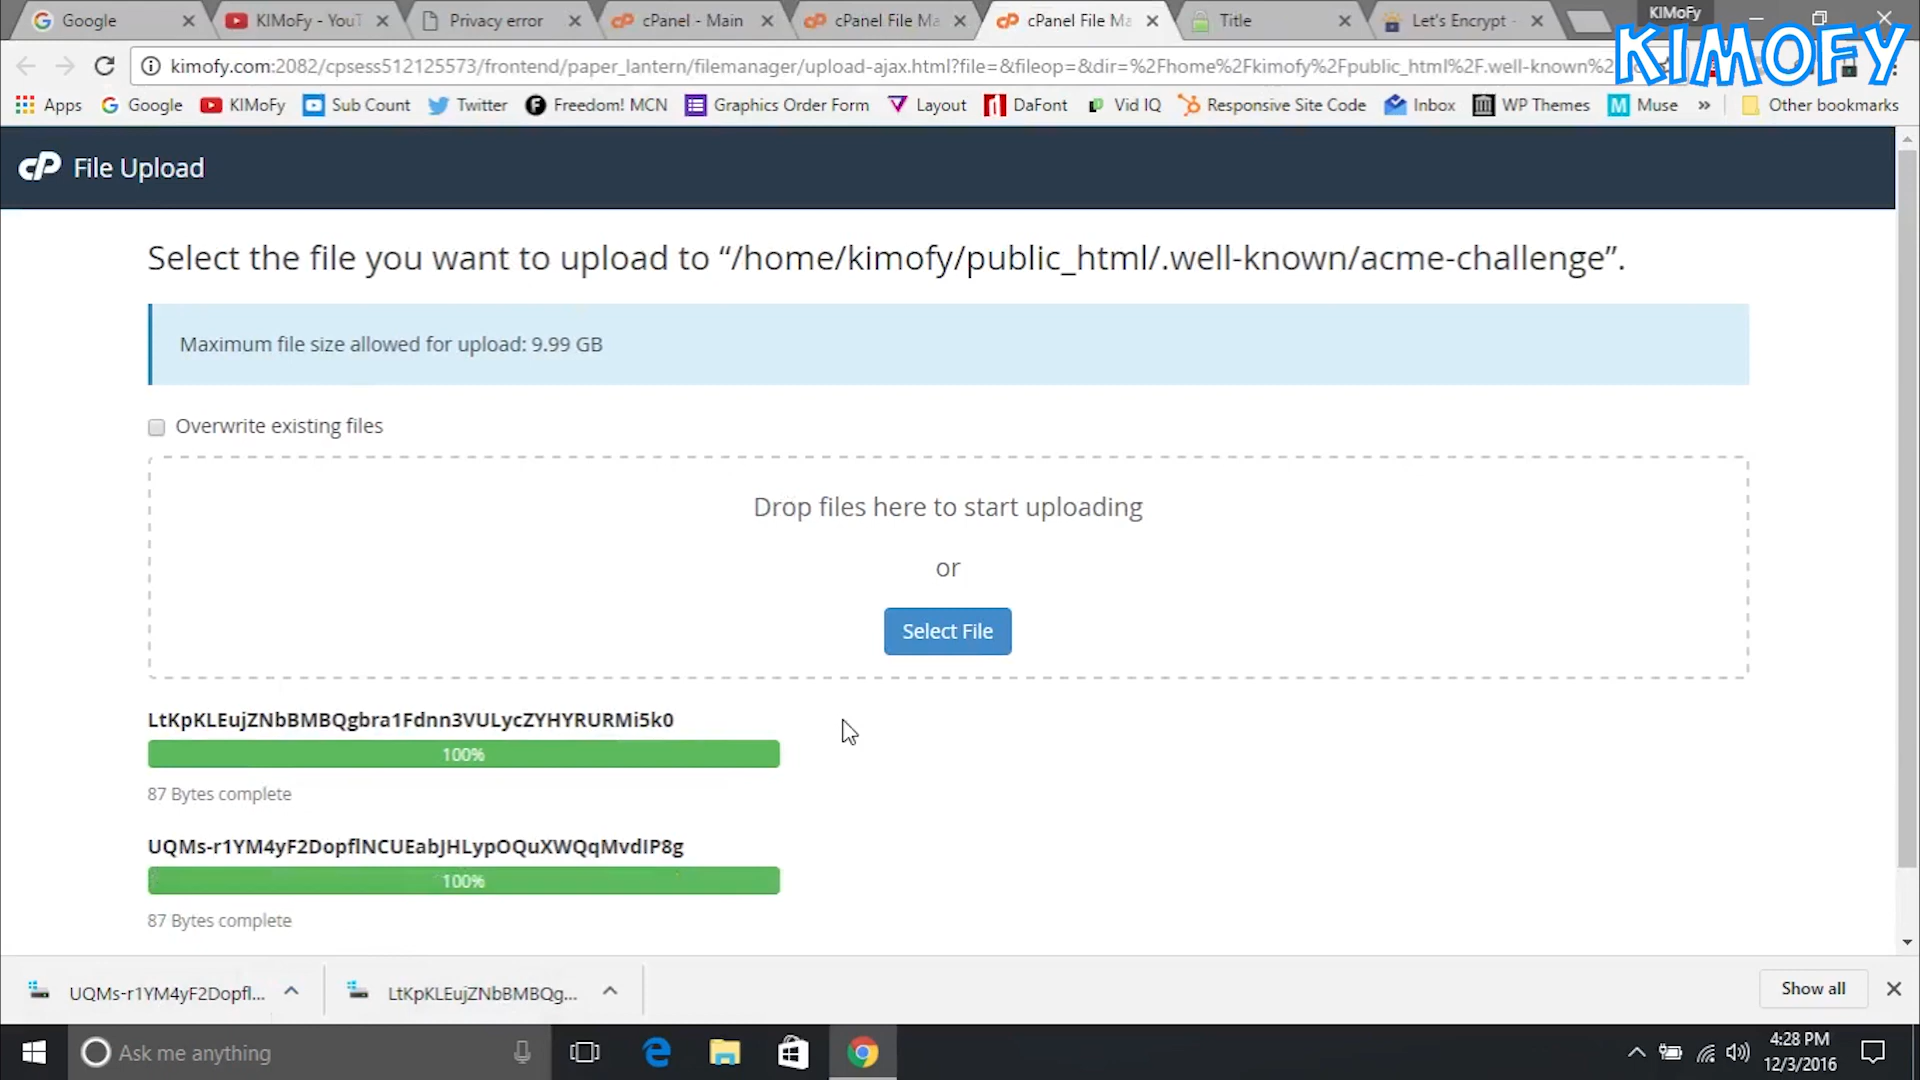 Google
KIMoFy - YouT
Privacy error
cPanel - Main
cPanel File Ma
cPanel File Ma
Title
Let's Encrypt -
KIMoFy
KIMOFY
kimofy.com:2082/cpsess512125573/frontend/paper_lantern/filemanager/upload-ajax.html?file=&fileop=&dir=%2Fhome%2Fkimofy%2Fpublic_html%2F.well-known%2
Apps
Google
KIMoFy
Sub Count
Twitter
Freedom! MCN
Graphics Order Form
Layout
DaFont
Vid IQ
Responsive Site Code
Inbox
WP Themes
Muse
»
Other bookmarks
cP File Upload
Select the file you want to upload to “/home/kimofy/public_html/.well-known/acme-challenge”.
Maximum file size allowed for upload: 9.99 GB
Overwrite existing files
Drop files here to start uploading
or
Select File
LtKpKLEujZNbBMBQgbra1Fdnn3VULycZYHYRURMi5k0
100%
87 Bytes complete
UQMs-r1YM4yF2DopflNCUEabJHLypOQuXWQqMvdIP8g
100%
87 Bytes complete
UQMs-r1YM4yF2Dopfl...
LtKpKLEujZNbBMBQg...
Show all
Ask me anything
4:28 PM
12/3/2016